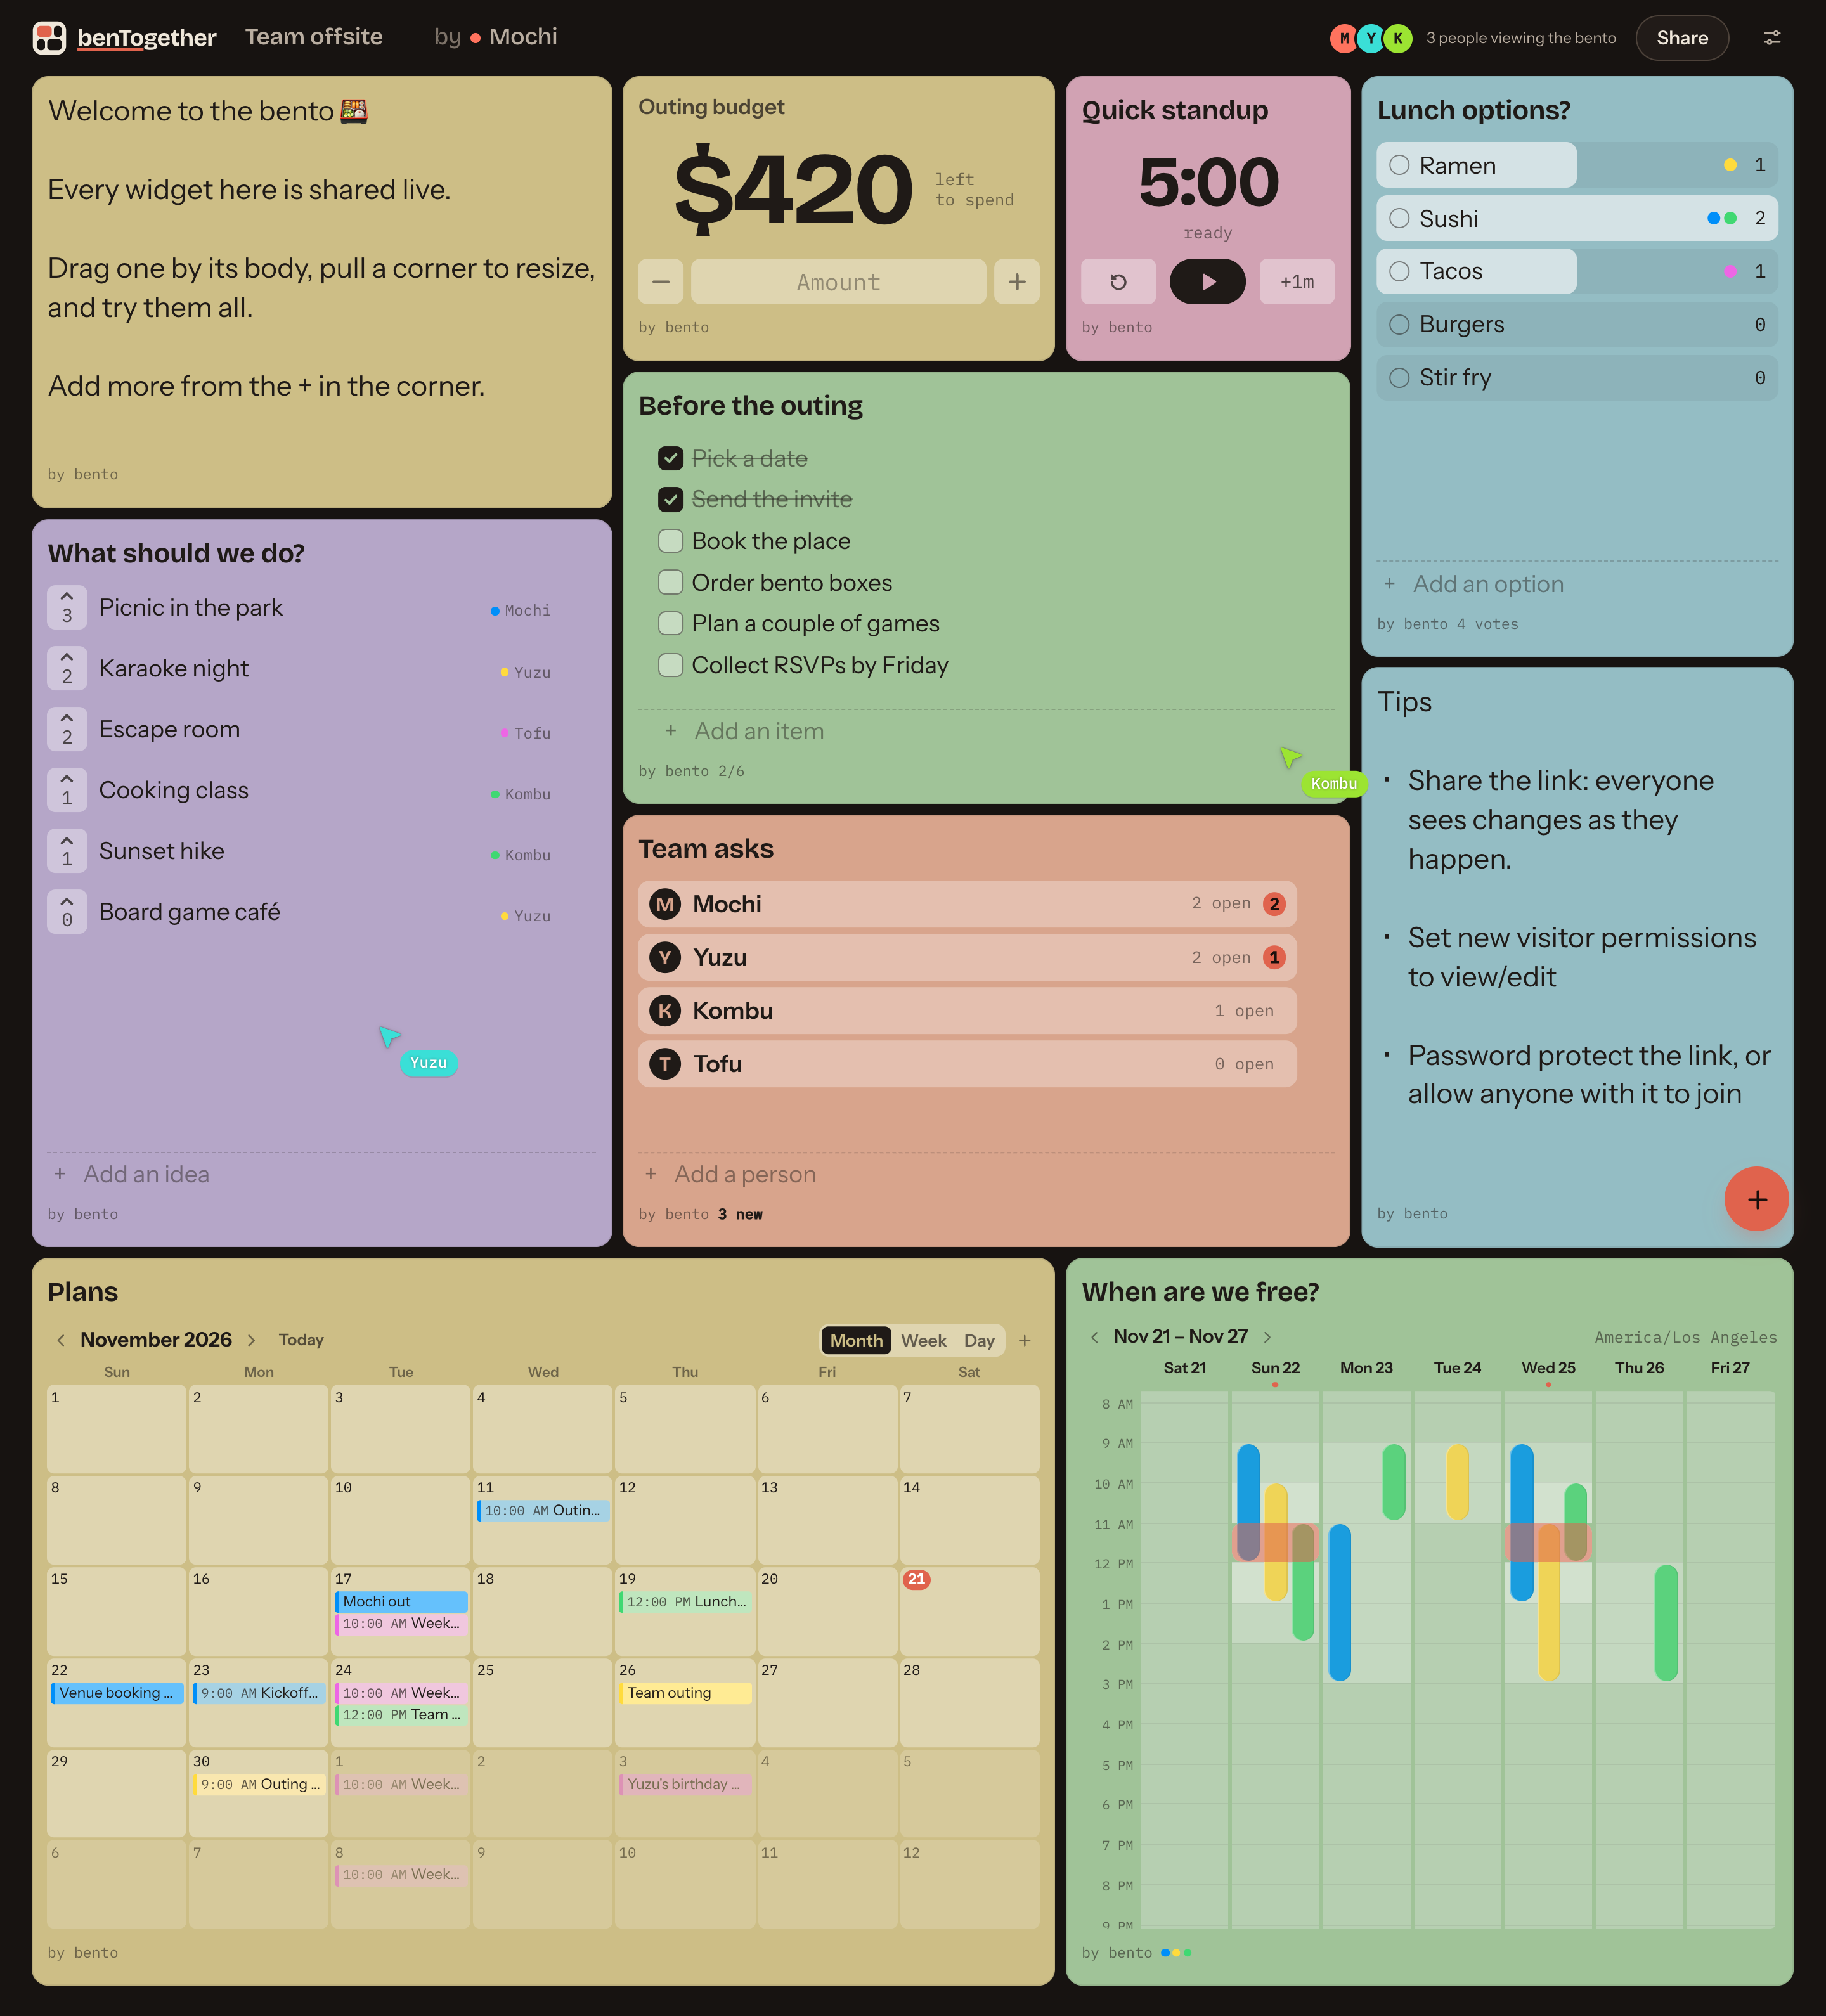 benTogether Team offsite by Mochi
M Y K 3 people viewing the bento Share
Welcome to the bento 🍱
Every widget here is shared live.
Drag one by its body, pull a corner to resize,
and try them all.
Add more from the + in the corner.
by bento
Outing budget
$420
left
to spend
− Amount +
by bento
Quick standup
5:00
ready
+1m
by bento
Lunch options?
Ramen 1
Sushi 2
Tacos 1
Burgers 0
Stir fry 0
+ Add an option
by bento 4 votes
Before the outing
Pick a date
Send the invite
Book the place
Order bento boxes
Plan a couple of games
Collect RSVPs by Friday
+ Add an item
by bento 2/6
Kombu
What should we do?
3 Picnic in the park Mochi
2 Karaoke night Yuzu
2 Escape room Tofu
1 Cooking class Kombu
1 Sunset hike Kombu
0 Board game café Yuzu
Yuzu
+ Add an idea
by bento
Team asks
M Mochi 2 open 2
Y Yuzu 2 open 1
K Kombu 1 open
T Tofu 0 open
+ Add a person
by bento 3 new
Tips
· Share the link: everyone
sees changes as they
happen.
· Set new visitor permissions
to view/edit
· Password protect the link, or
allow anyone with it to join
by bento
+
Plans
November 2026 Today Month Week Day +
Sun Mon Tue Wed Thu Fri Sat
1 2 3 4 5 6 7
8 9 10 11 12 13 14
10:00 AM Outin...
15 16 17 18 19 20 21
Mochi out
12:00 PM Lunch...
10:00 AM Week...
22 23 24 25 26 27 28
Venue booking ... 9:00 AM Kickoff... 10:00 AM Week... Team outing
12:00 PM Team ...
29 30 1 2 3 4 5
9:00 AM Outing ... 10:00 AM Week... Yuzu's birthday ...
6 7 8 9 10 11 12
10:00 AM Week...
by bento
When are we free?
Nov 21 – Nov 27 America/Los Angeles
Sat 21 Sun 22 Mon 23 Tue 24 Wed 25 Thu 26 Fri 27
8 AM
9 AM
10 AM
11 AM
12 PM
1 PM
2 PM
3 PM
4 PM
5 PM
6 PM
7 PM
8 PM
9 PM
by bento